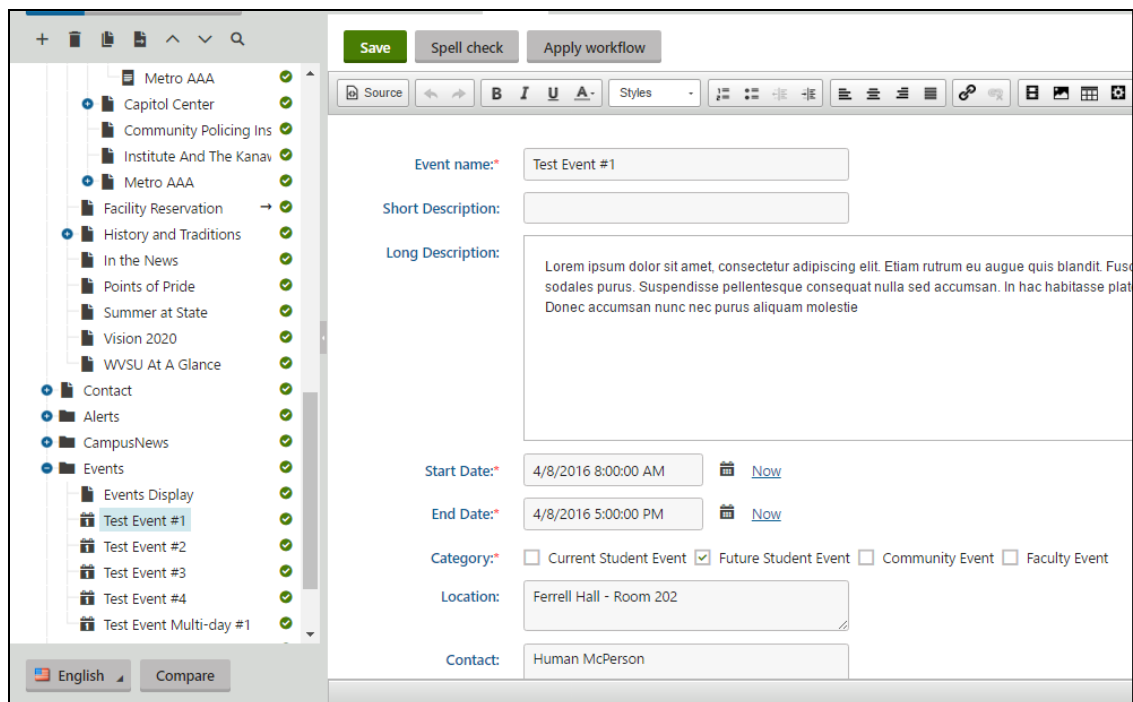 Save
Spell check
Apply workflow
Source
B I U A
Styles
Metro AAA
Capitol Center
Community Policing Ins
Institute And The Kanav
Metro AAA
Facility Reservation
History and Traditions
In the News
Points of Pride
Summer at State
Vision 2020
WVSU At A Glance
Contact
Alerts
CampusNews
Events
Events Display
Test Event #1
Test Event #2
Test Event #3
Test Event #4
Test Event Multi-day #1
English
Compare
Event name:* Test Event #1
Short Description:
Long Description:
Lorem ipsum dolor sit amet, consectetur adipiscing elit. Etiam rutrum eu augue quis blandit. Fusc
sodales purus. Suspendisse pellentesque consequat nulla sed accumsan. In hac habitasse plat
Donec accumsan nunc nec purus aliquam molestie
Start Date:* 4/8/2016 8:00:00 AM Now
End Date:* 4/8/2016 5:00:00 PM Now
Category:* Current Student Event Future Student Event Community Event Faculty Event
Location: Ferrell Hall - Room 202
Contact: Human McPerson